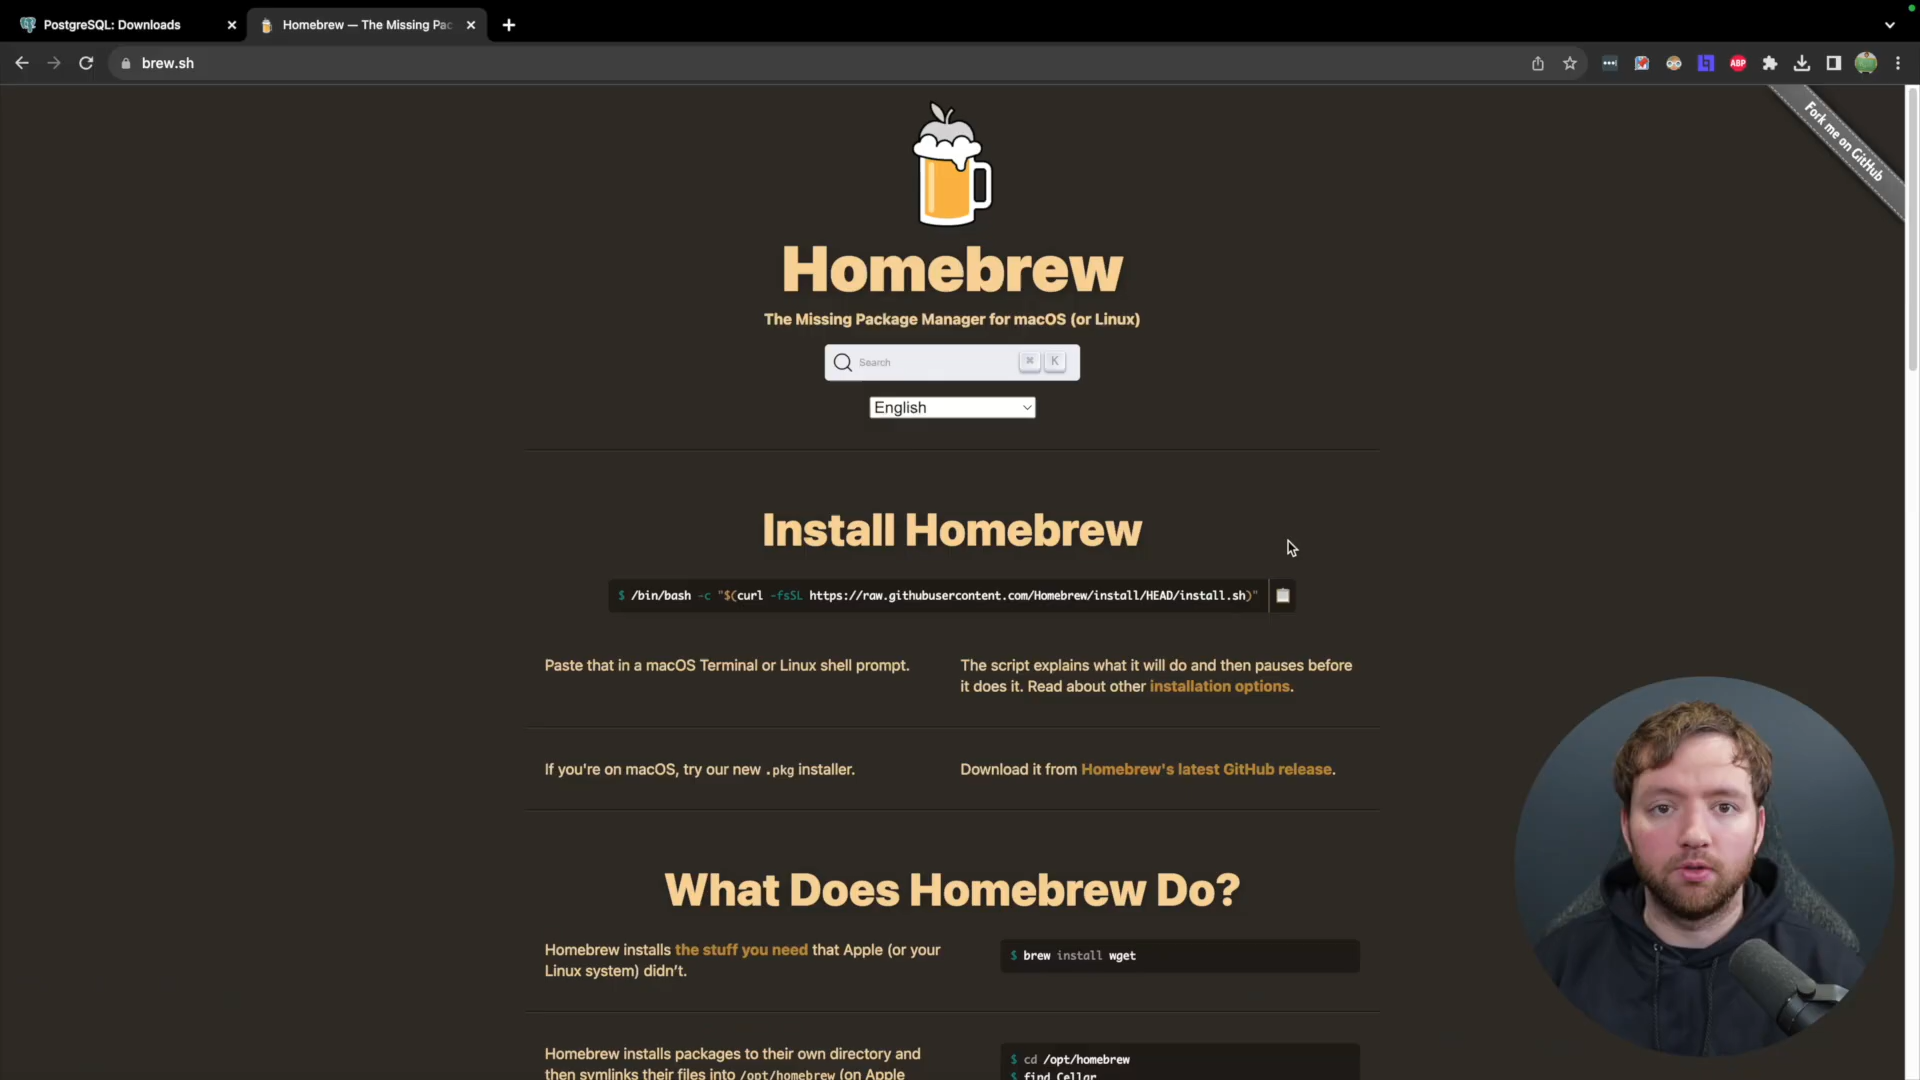 PostgreSQL: Downloads
Homebrew — The Missing Pac
brew.sh
ABP
Fork me on GitHub
Homebrew
The Missing Package Manager for macOS (or Linux)
Search ⌘ K
English
Install Homebrew
$ /bin/bash -c "$(curl -fsSL https://raw.githubusercontent.com/Homebrew/install/HEAD/install.sh)"
Paste that in a macOS Terminal or Linux shell prompt.
The script explains what it will do and then pauses before
it does it. Read about other installation options.
If you're on macOS, try our new .pkg installer.
Download it from Homebrew's latest GitHub release.
What Does Homebrew Do?
Homebrew installs the stuff you need that Apple (or your
Linux system) didn’t.
$ brew install wget
Homebrew installs packages to their own directory and
then symlinks their files into /opt/homebrew (on Apple
$ cd /opt/homebrew
$ find Cellar